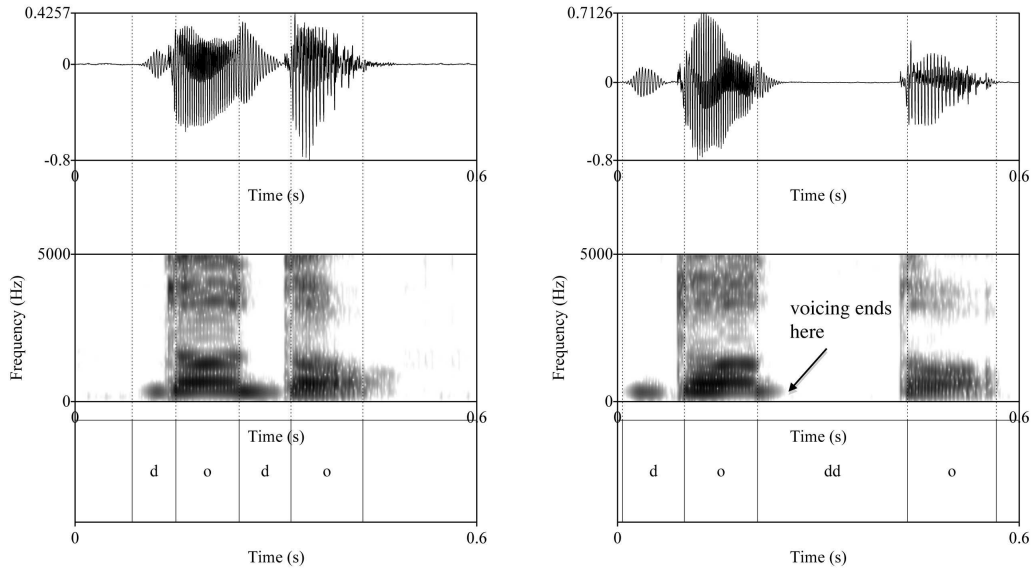 0.4257
0
-0.8
0
0.6
Time (s)
5000
Frequency (Hz)
0
0
0.6
Time (s)
d
o
d
o
0
0.6
Time (s)
0.7126
0
-0.8
0
0.6
Time (s)
5000
Frequency (Hz)
voicing ends
here
0
0
0.6
Time (s)
d
o
dd
o
0
0.6
Time (s)